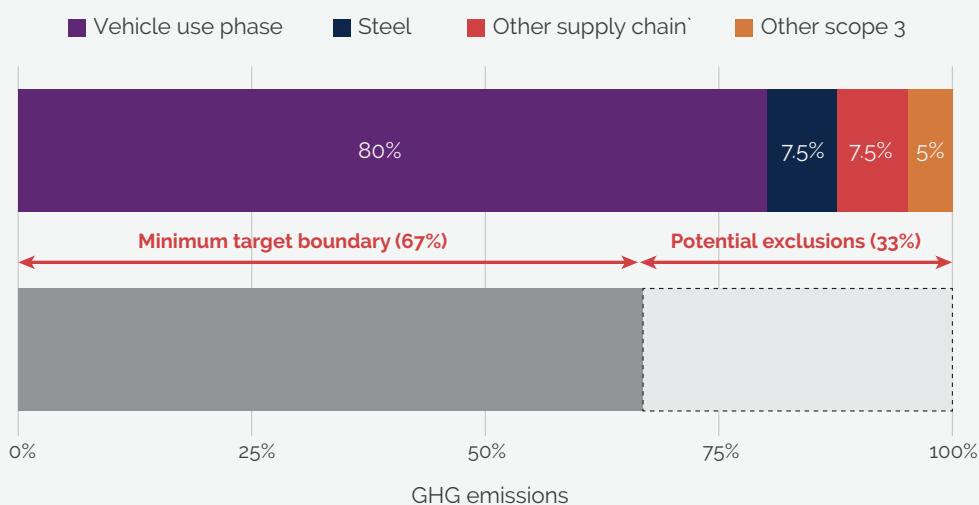 Vehicle use phase Steel Other supply chain` Other scope 3
80% 7.5% 7.5% 5%
Minimum target boundary (67%) Potential exclusions (33%)
0% 25% 50% 75% 100%
GHG emissions